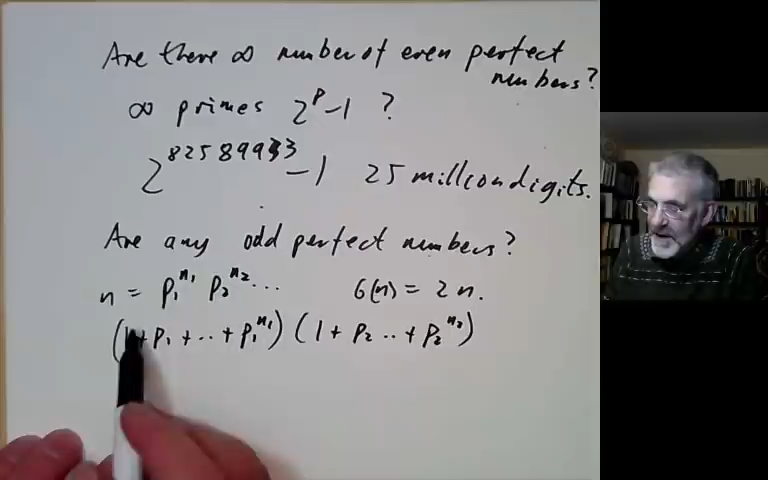 Are there ∞ number of even perfect
numbers?
∞ primes 2^p - 1 ?
2^82589933 - 1 25 million digits.
Are any odd perfect numbers?
n = p₁^n₁ p₂^n₂ ... σ(n) = 2n.
(1 + p₁ + .. + p₁^n₁) (1 + p₂ .. + p₂^n₂)